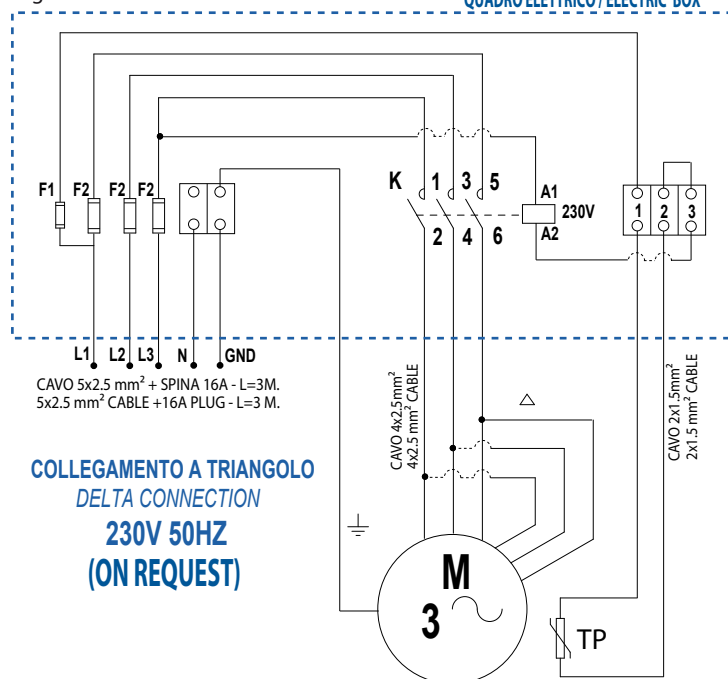 QUADRO ELETTRICO / ELECTRIC BOX
F1 F2 F2 F2
K 1 3 5
2 4 6
A1
230V
A2
1 2 3
L1 L2 L3 N GND
CAVO 5x2.5 mm² + SPINA 16A - L=3M.
5x2.5 mm² CABLE +16A PLUG - L=3 M.
CAVO 4x2.5mm²
4x2.5 mm² CABLE
CAVO 2x1.5mm²
2x1.5 mm² CABLE
COLLEGAMENTO A TRIANGOLO
DELTA CONNECTION
230V 50HZ
(ON REQUEST)
M
3
TP